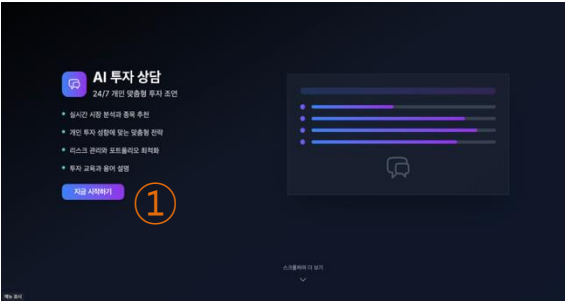 AI 투자 상담
24/7 개인 맞춤형 투자 조언
실시간 시장 분석과 종목 추천
개인 투자 성향에 맞는 맞춤형 전략
리스크 관리와 포트폴리오 최적화
투자 교육과 용어 설명
지금 시작하기
1
스크롤하여 더 보기
메뉴 표시